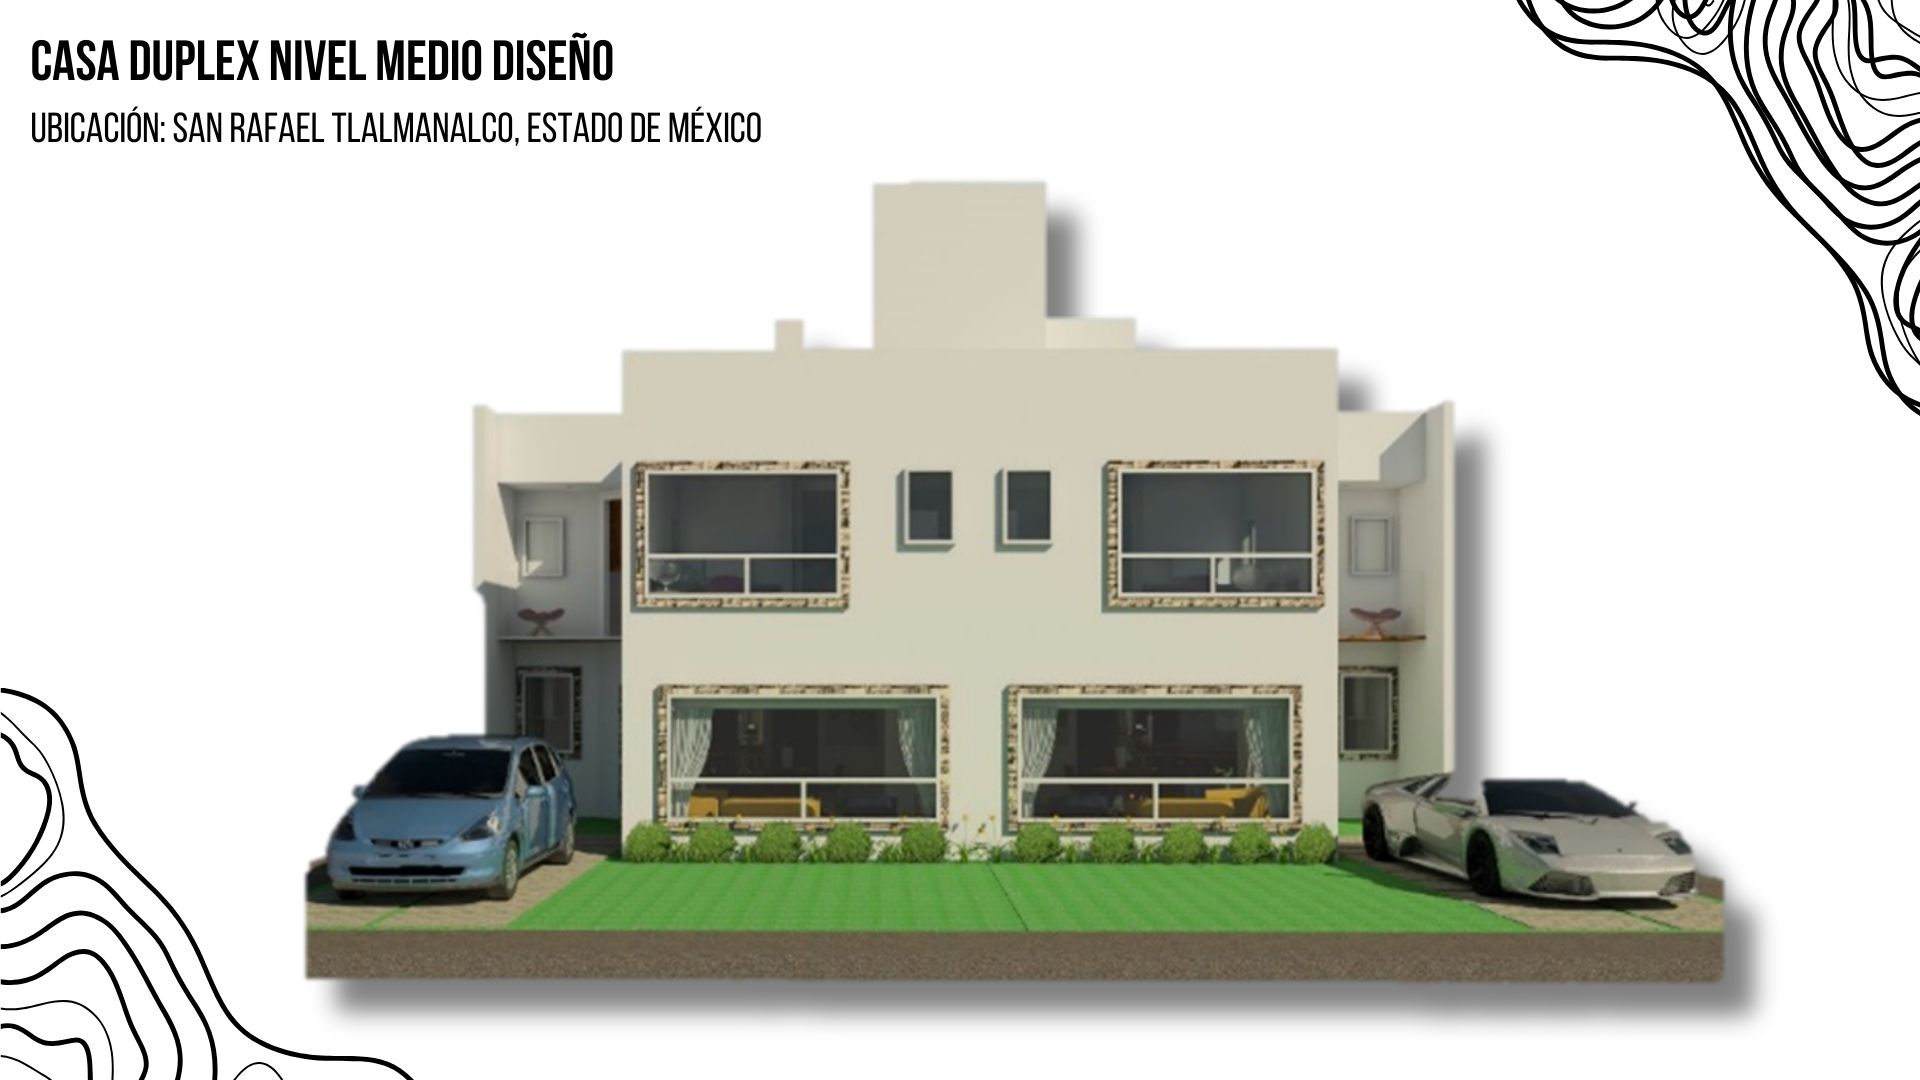 CASA DUPLEX NIVEL MEDIO DISEÑO
UBICACIÓN: SAN RAFAEL TLALMANALCO, ESTADO DE MÉXICO